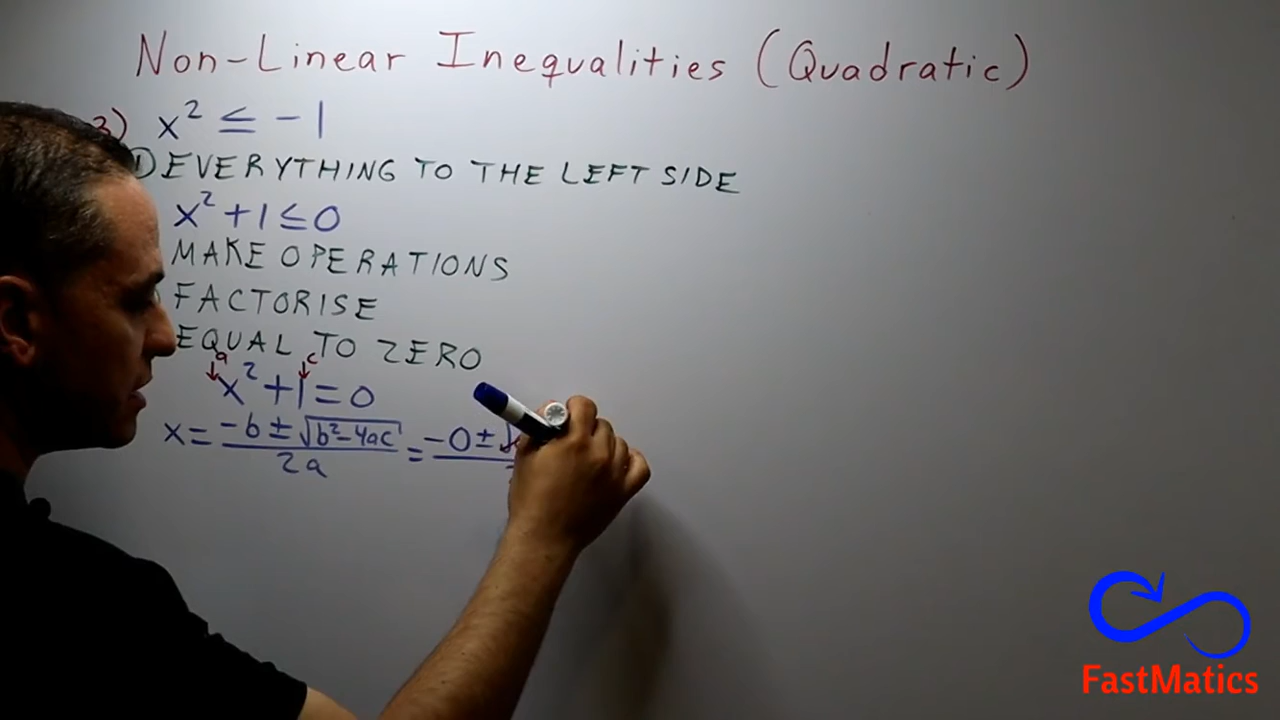 Non-Linear Inequalities (Quadratic)
3) x² ≤ -1
1) EVERYTHING TO THE LEFT SIDE
x² + 1 ≤ 0
MAKE OPERATIONS
FACTORISE
EQUAL TO ZERO
a c
x² + 1 = 0
x = -b ± √b² - 4ac / 2a = -0 ±
FastMatics